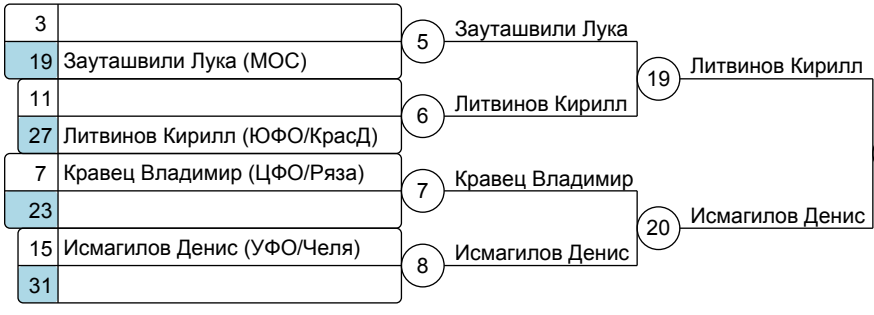 3
19 Зауташвили Лука (МОС)
11
27 Литвинов Кирилл (ЮФО/КрасД)
7 Кравец Владимир (ЦФО/Ряза)
23
15 Исмагилов Денис (УФО/Челя)
31
5 Зауташвили Лука
6 Литвинов Кирилл
7 Кравец Владимир
8 Исмагилов Денис
19 Литвинов Кирилл
20 Исмагилов Денис